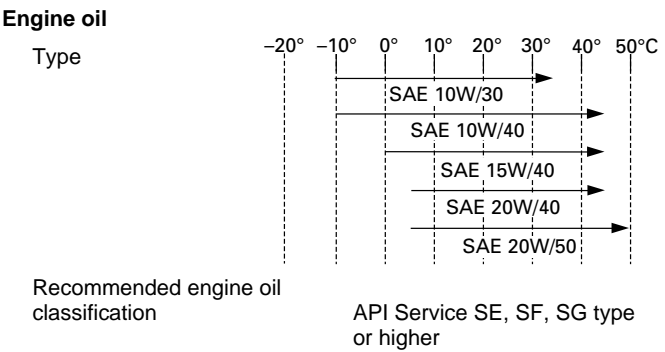 Engine oil
Type
–20° –10° 0° 10° 20° 30° 40° 50°C
SAE 10W/30
SAE 10W/40
SAE 15W/40
SAE 20W/40
SAE 20W/50
Recommended engine oil
classification
API Service SE, SF, SG type
or higher